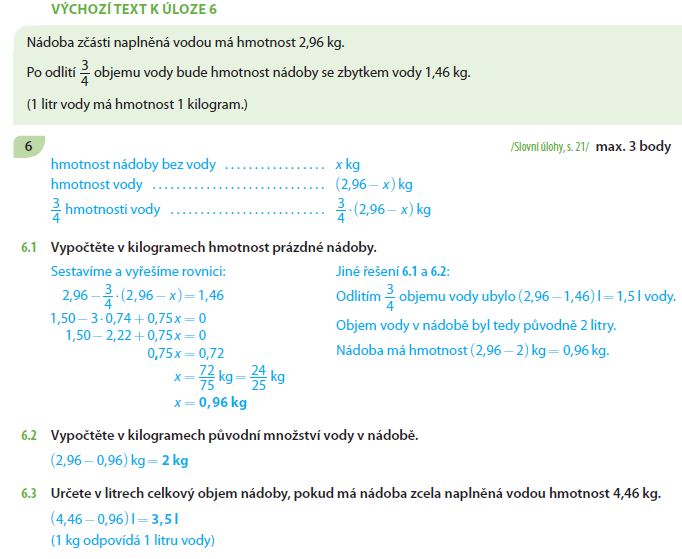 VÝCHOZÍ TEXT K ÚLOZE 6
Nádoba zčásti naplněná vodou má hmotnost 2,96 kg.
Po odlití 3/4 objemu vody bude hmotnost nádoby se zbytkem vody 1,46 kg.
(1 litr vody má hmotnost 1 kilogram.)
6 /Slovní úlohy, s. 21/ max. 3 body
hmotnost nádoby bez vody ................. x kg
hmotnost vody ............................. (2,96 – x) kg
3/4 hmotnosti vody .......................... 3/4 · (2,96 – x) kg
6.1 Vypočtěte v kilogramech hmotnost prázdné nádoby.
Sestavíme a vyřešíme rovnici:
2,96 – 3/4 · (2,96 – x) = 1,46
1,50 – 3 · 0,74 + 0,75x = 0
1,50 – 2,22 + 0,75x = 0
0,75x = 0,72
x = 72/75 kg = 24/25 kg
x = 0,96 kg
Jiné řešení 6.1 a 6.2:
Odlitím 3/4 objemu vody ubylo (2,96 – 1,46) l = 1,5 l vody.
Objem vody v nádobě byl tedy původně 2 litry.
Nádoba má hmotnost (2,96 – 2) kg = 0,96 kg.
6.2 Vypočtěte v kilogramech původní množství vody v nádobě.
(2,96 – 0,96) kg = 2 kg
6.3 Určete v litrech celkový objem nádoby, pokud má nádoba zcela naplněná vodou hmotnost 4,46 kg.
(4,46 – 0,96) l = 3,5 l
(1 kg odpovídá 1 litru vody)